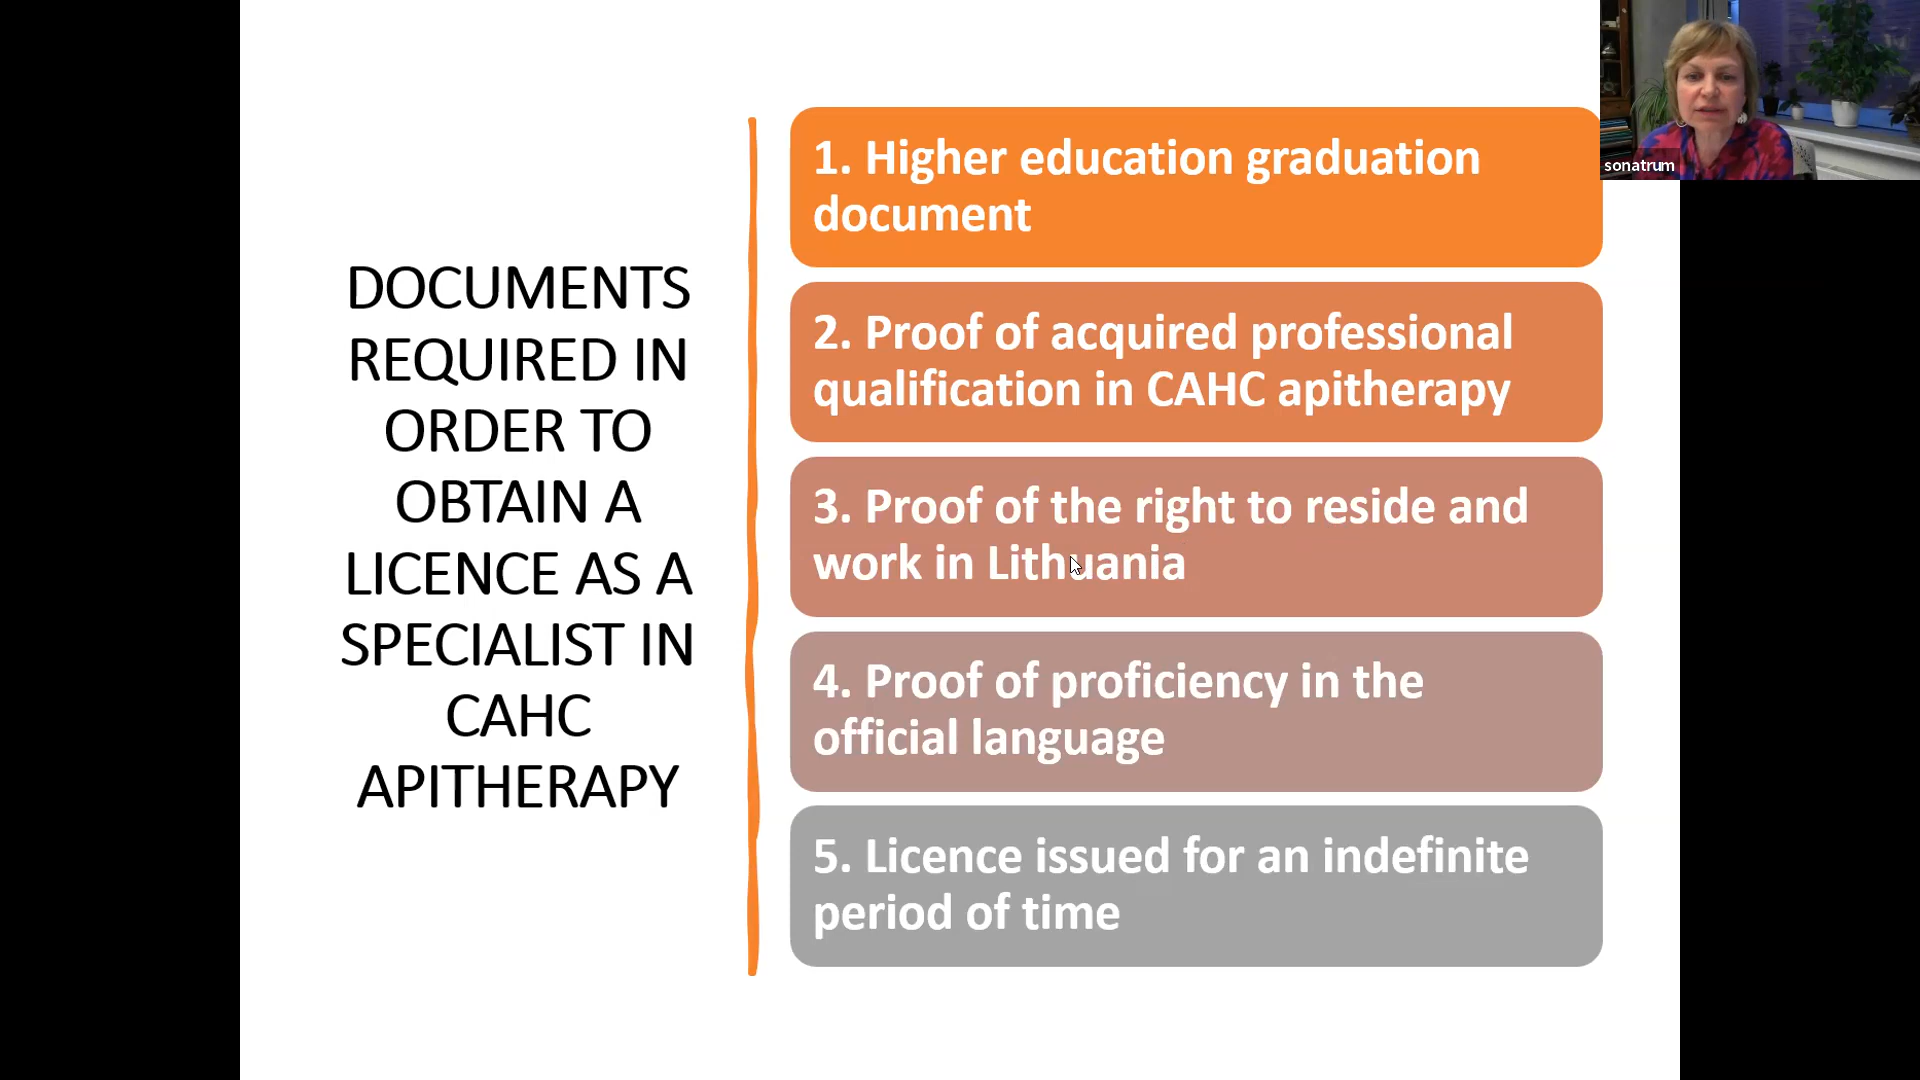 DOCUMENTS
REQUIRED IN
ORDER TO
OBTAIN A
LICENCE AS A
SPECIALIST IN
CAHC
APITHERAPY
1. Higher education graduation
document
2. Proof of acquired professional
qualification in CAHC apitherapy
3. Proof of the right to reside and
work in Lithuania
4. Proof of proficiency in the
official language
5. Licence issued for an indefinite
period of time
sonatrum